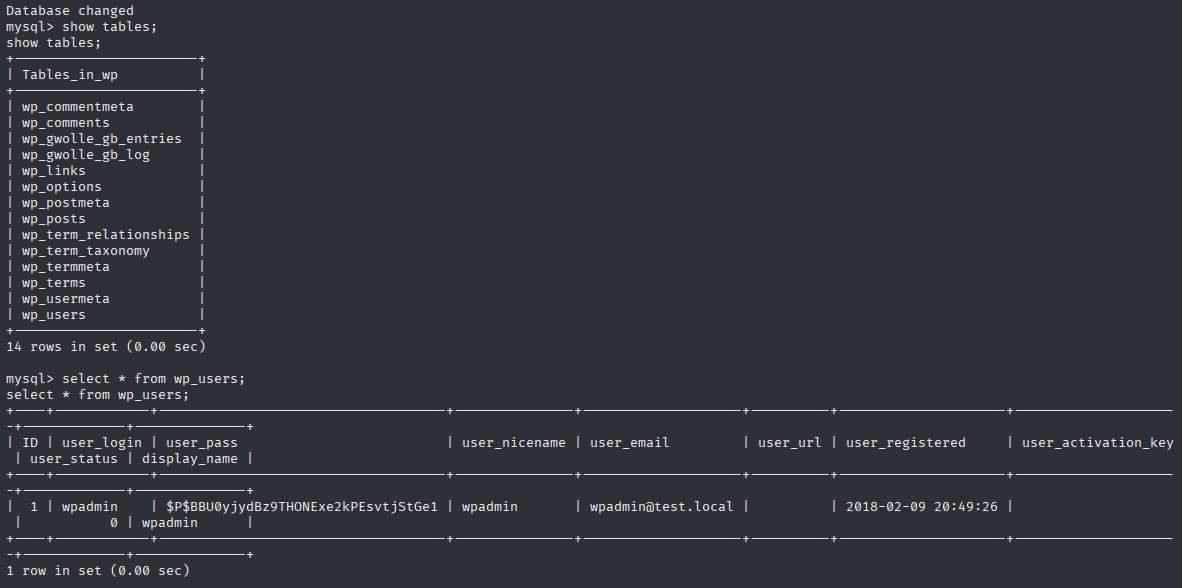 Database changed
mysql> show tables;
show tables;
+-----------------------+
| Tables_in_wp          |
+-----------------------+
| wp_commentmeta        |
| wp_comments           |
| wp_gwolle_gb_entries  |
| wp_gwolle_gb_log      |
| wp_links              |
| wp_options            |
| wp_postmeta           |
| wp_posts              |
| wp_term_relationships |
| wp_term_taxonomy      |
| wp_termmeta           |
| wp_terms              |
| wp_usermeta           |
| wp_users              |
+-----------------------+
14 rows in set (0.00 sec)

mysql> select * from wp_users;
select * from wp_users;
+----+------------+------------------------------------+---------------+--------------------+----------+---------------------+--------------------
-+-------------+--------------+
| ID | user_login | user_pass                          | user_nicename | user_email         | user_url | user_registered     | user_activation_key
 | user_status | display_name |
+----+------------+------------------------------------+---------------+--------------------+----------+---------------------+--------------------
-+-------------+--------------+
|  1 | wpadmin    | $P$BBU0yjydBz9THONExe2kPEsvtjStGe1 | wpadmin       | wpadmin@test.local |          | 2018-02-09 20:49:26 |
 |           0 | wpadmin      |
+----+------------+------------------------------------+---------------+--------------------+----------+---------------------+--------------------
-+-------------+--------------+
1 row in set (0.00 sec)